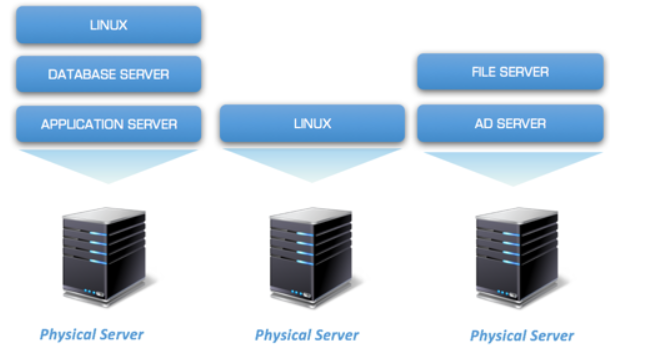 LINUX
DATABASE SERVER
APPLICATION SERVER
LINUX
FILE SERVER
AD SERVER
Physical Server
Physical Server
Physical Server